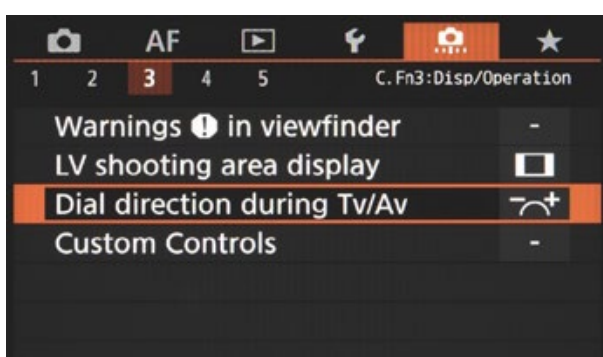 AF
1 2 3 4 5 C.Fn3:Disp/Operation
Warnings in viewfinder -
LV shooting area display
Dial direction during Tv/Av - +
Custom Controls -